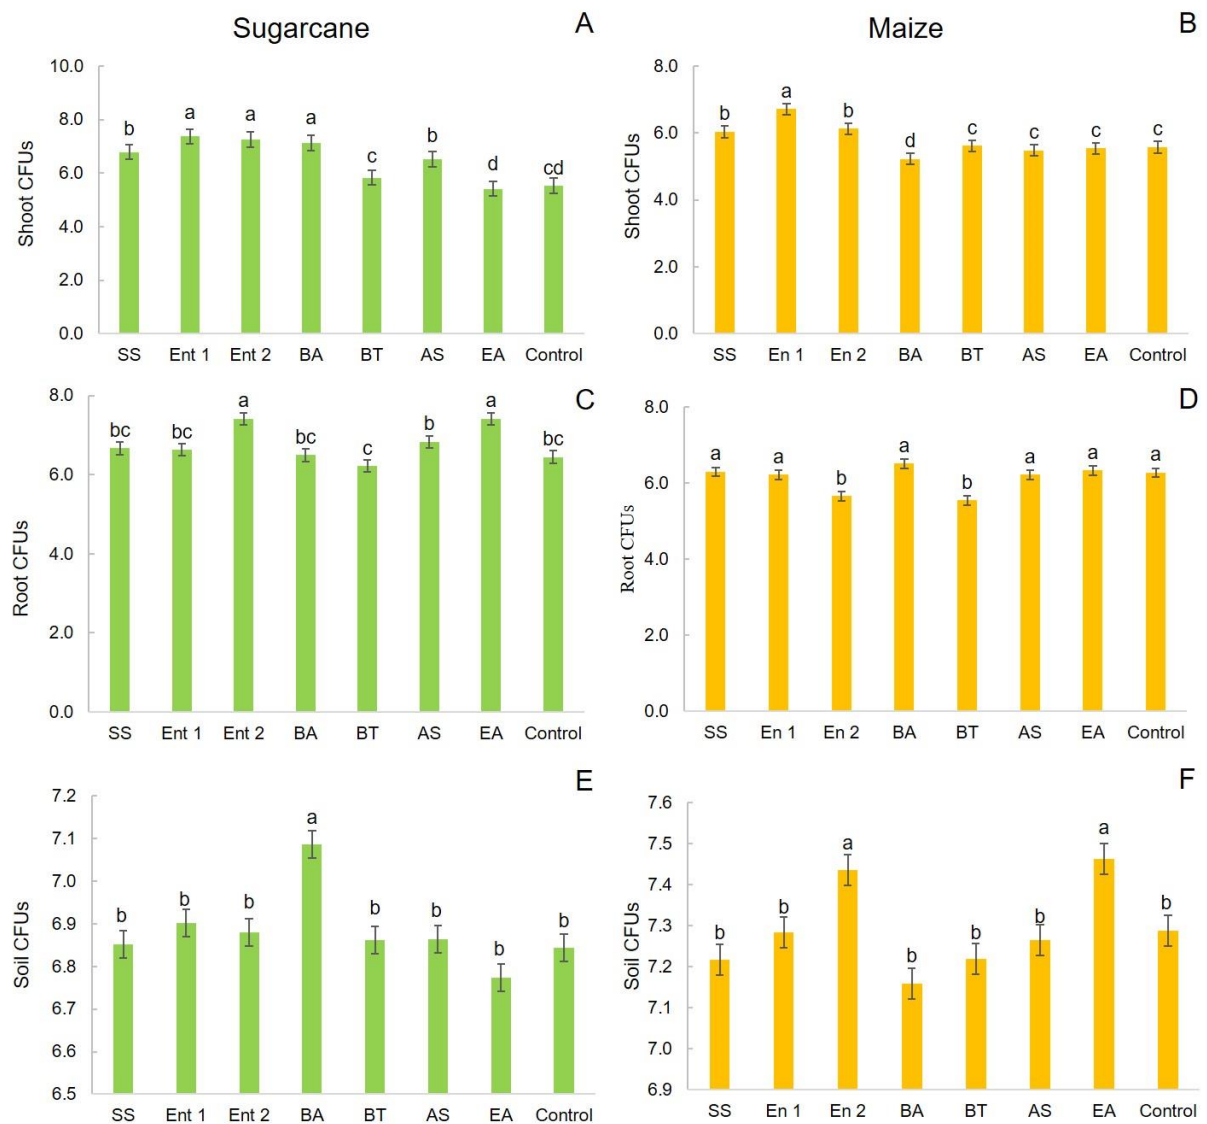 Sugarcane
A
Shoot CFUs
10.0
8.0
6.0
4.0
2.0
0.0
b
a
a
a
c
b
d
cd
SS Ent 1 Ent 2 BA BT AS EA Control
Maize
B
Shoot CFUs
8.0
6.0
4.0
2.0
0.0
b
a
b
d
c
c
c
c
SS En 1 En 2 BA BT AS EA Control
C
Root CFUs
8.0
6.0
4.0
2.0
0.0
bc
bc
a
bc
c
b
a
bc
SS Ent 1 Ent 2 BA BT AS EA Control
D
Root CFUs
8.0
6.0
4.0
2.0
0.0
a
a
b
a
b
a
a
a
SS En 1 En 2 BA BT AS EA Control
E
Soil CFUs
7.2
7.1
7.0
6.9
6.8
6.7
6.6
6.5
b
b
b
a
b
b
b
b
SS Ent 1 Ent 2 BA BT AS EA Control
F
Soil CFUs
7.6
7.5
7.4
7.3
7.2
7.1
7.0
6.9
b
b
a
b
b
b
a
b
SS En 1 En 2 BA BT AS EA Control